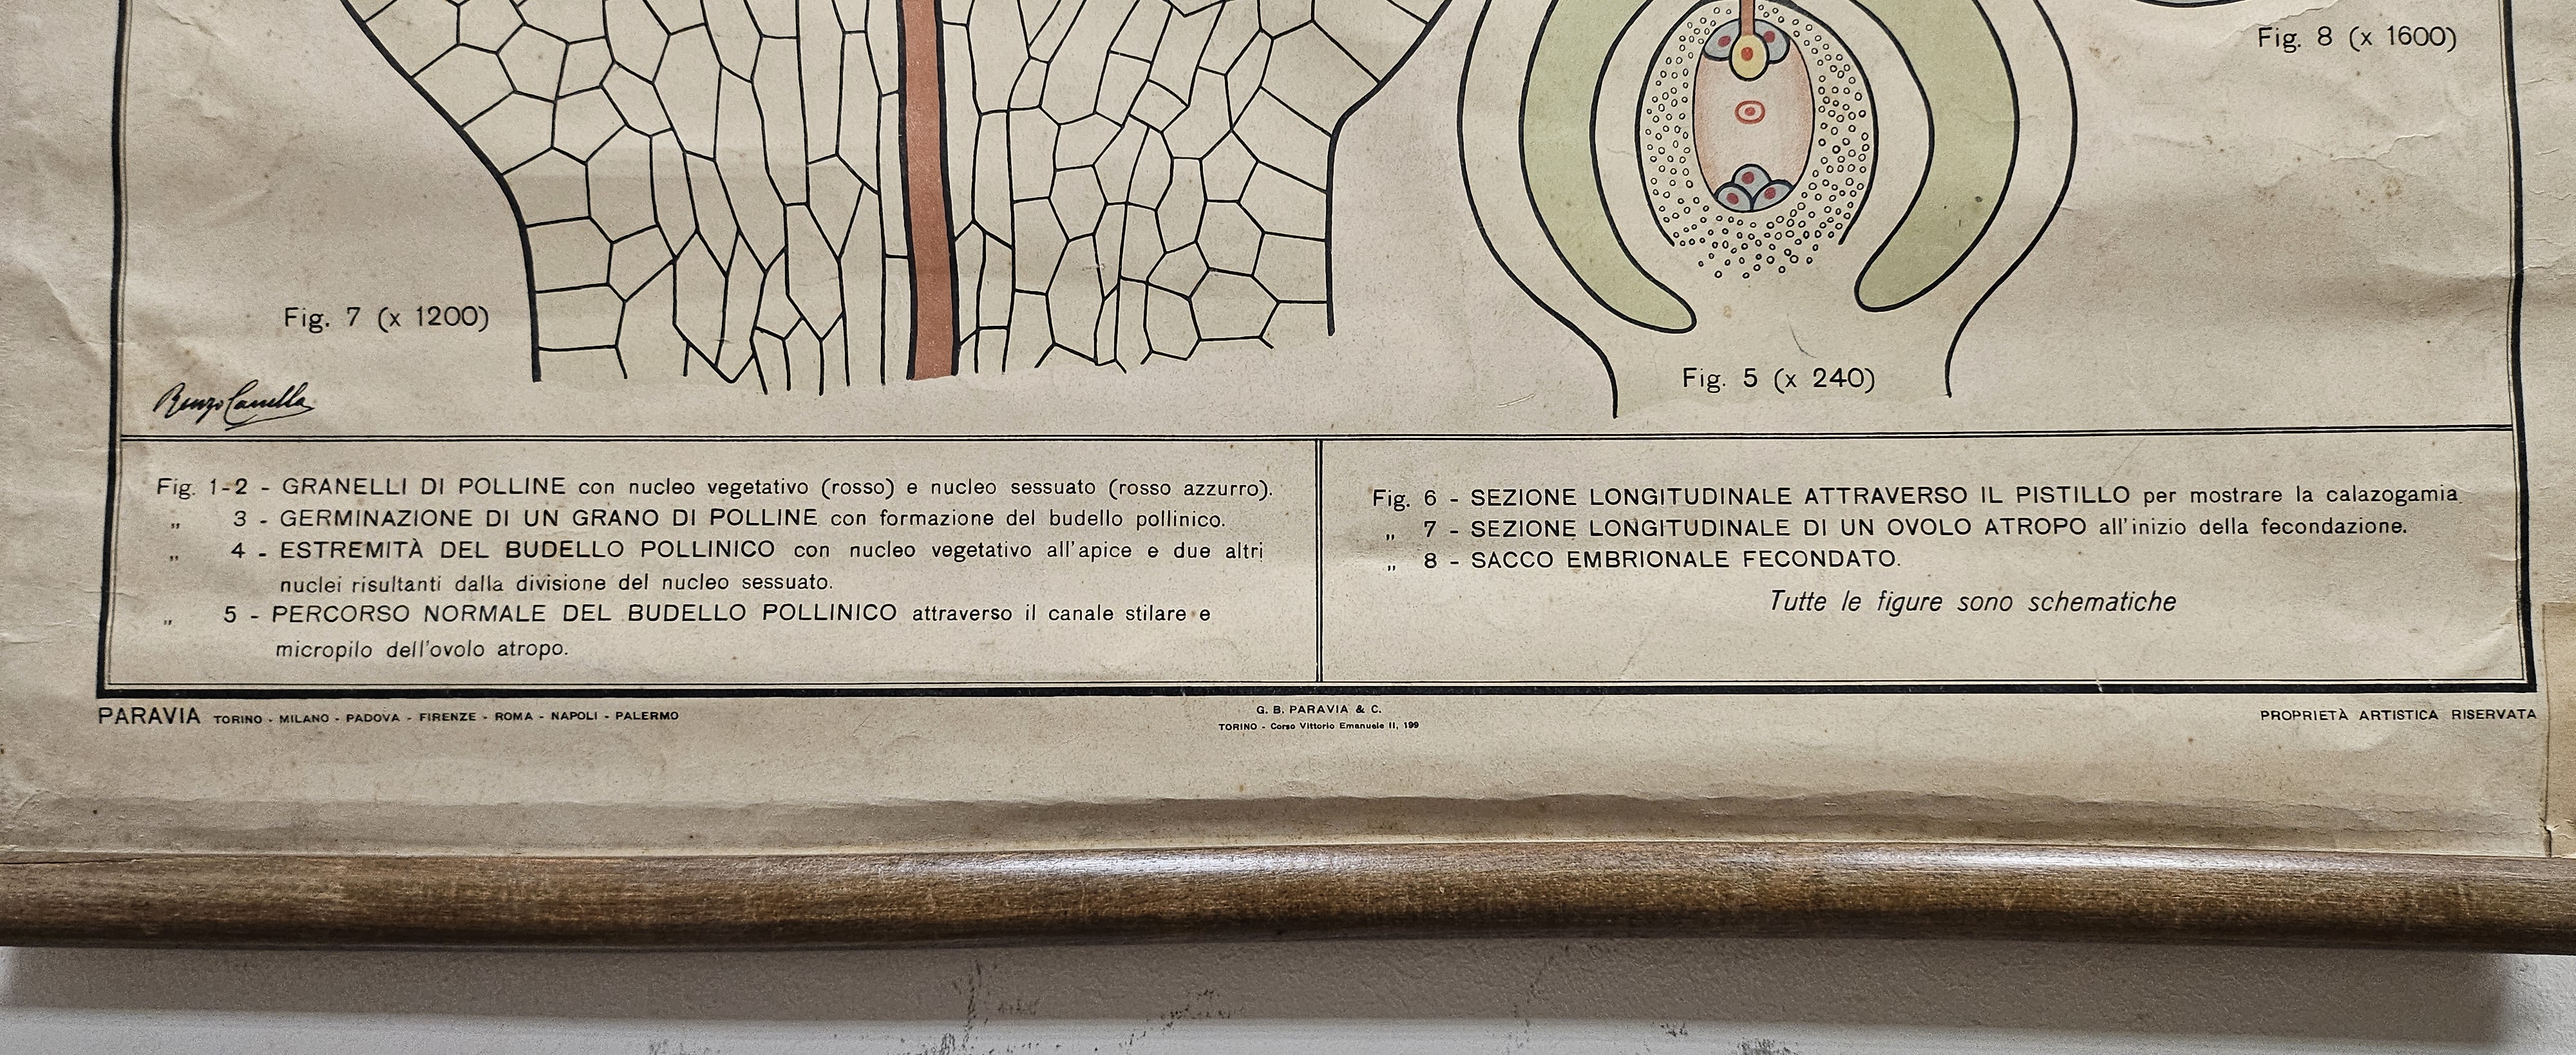 Fig. 8 (x 1600)
Fig. 7 (x 1200)
Fig. 5 (x 240)
Renzo Canella
Fig. 1-2 - GRANELLI DI POLLINE con nucleo vegetativo (rosso) e nucleo sessuato (rosso azzurro).
„ 3 - GERMINAZIONE DI UN GRANO DI POLLINE con formazione del budello pollinico.
„ 4 - ESTREMITÀ DEL BUDELLO POLLINICO con nucleo vegetativo all'apice e due altri
nuclei risultanti dalla divisione del nucleo sessuato.
„ 5 - PERCORSO NORMALE DEL BUDELLO POLLINICO attraverso il canale stilare e
micropilo dell'ovolo atropo.
Fig. 6 - SEZIONE LONGITUDINALE ATTRAVERSO IL PISTILLO per mostrare la calazogamia.
„ 7 - SEZIONE LONGITUDINALE DI UN OVOLO ATROPO all'inizio della fecondazione.
„ 8 - SACCO EMBRIONALE FECONDATO.
Tutte le figure sono schematiche
PARAVIA TORINO - MILANO - PADOVA - FIRENZE - ROMA - NAPOLI - PALERMO
G. B. PARAVIA & C.
TORINO - Corso Vittorio Emanuele II, 199
PROPRIETÀ ARTISTICA RISERVATA